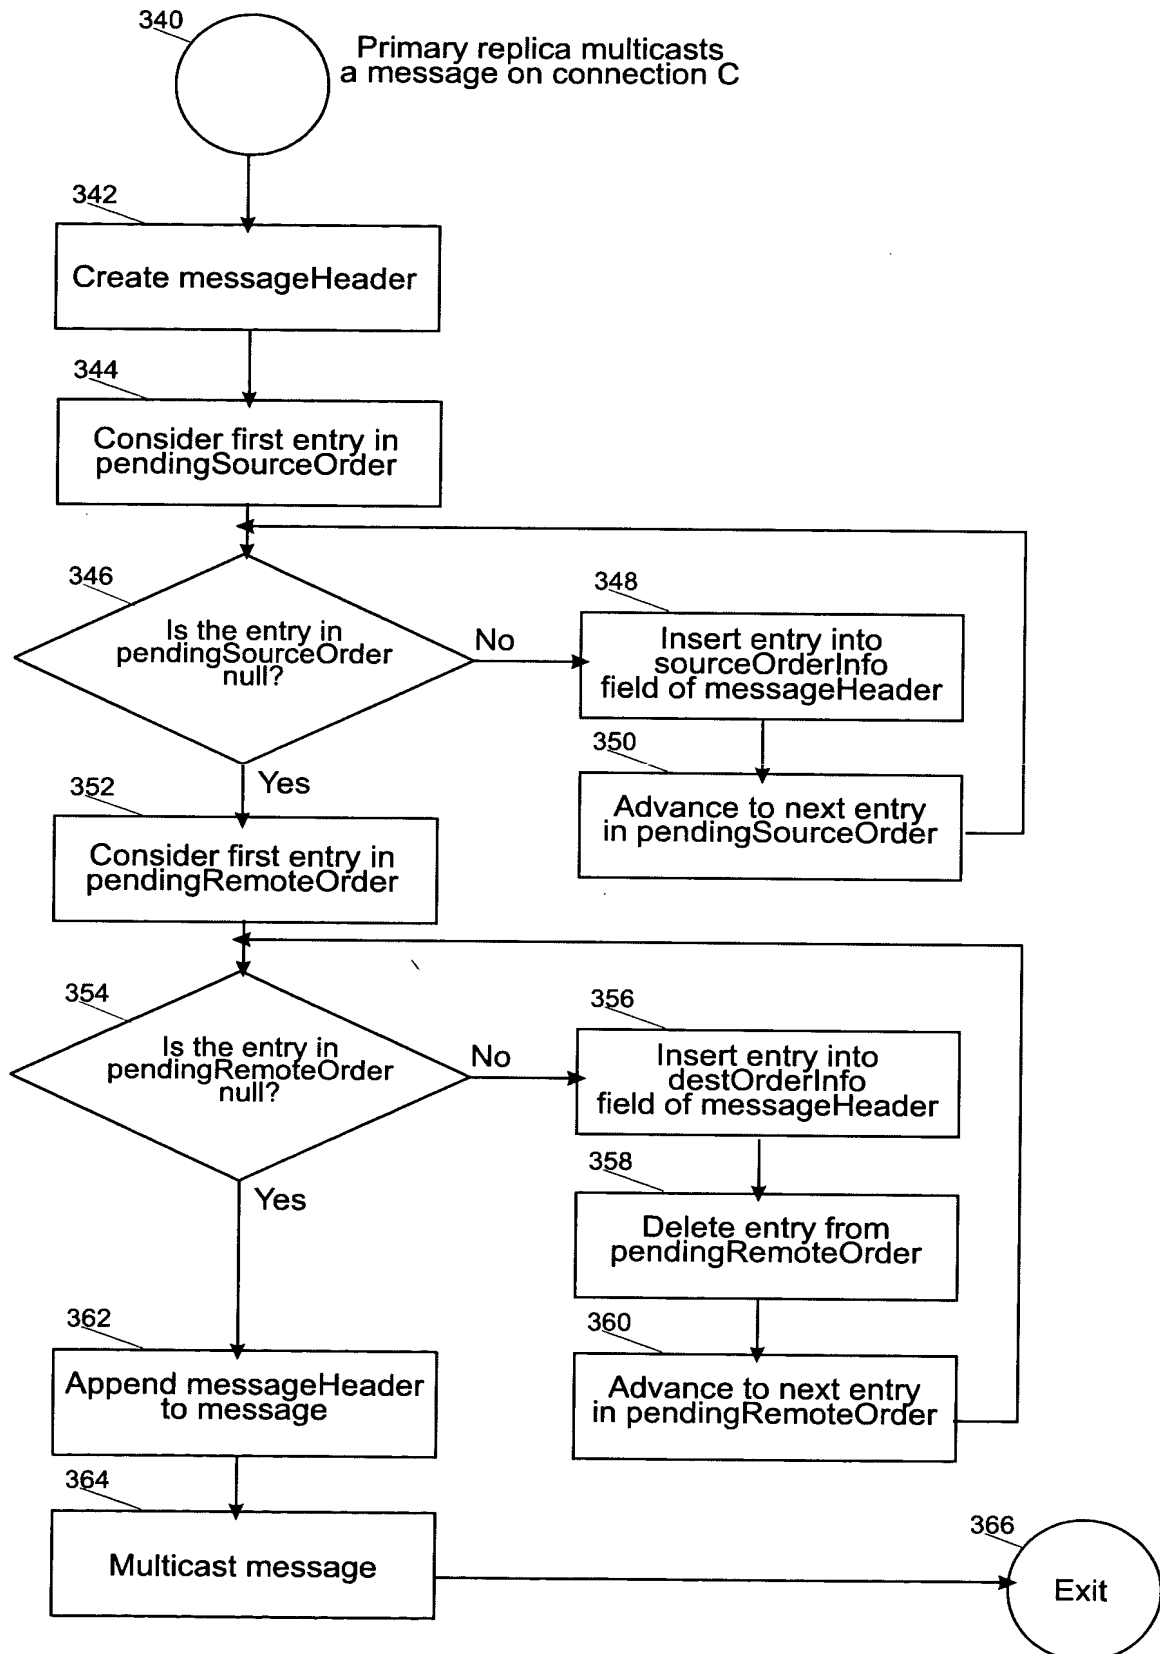 340
Primary replica multicasts
a message on connection C
342
Create messageHeader
344
Consider first entry in
pendingSourceOrder
346
Is the entry in
pendingSourceOrder
null?
No
348
Insert entry into
sourceOrderInfo
field of messageHeader
350
Advance to next entry
in pendingSourceOrder
Yes
352
Consider first entry in
pendingRemoteOrder
354
Is the entry in
pendingRemoteOrder
null?
No
356
Insert entry into
destOrderInfo
field of messageHeader
358
Delete entry from
pendingRemoteOrder
360
Advance to next entry
in pendingRemoteOrder
Yes
362
Append messageHeader
to message
364
Multicast message
366
Exit